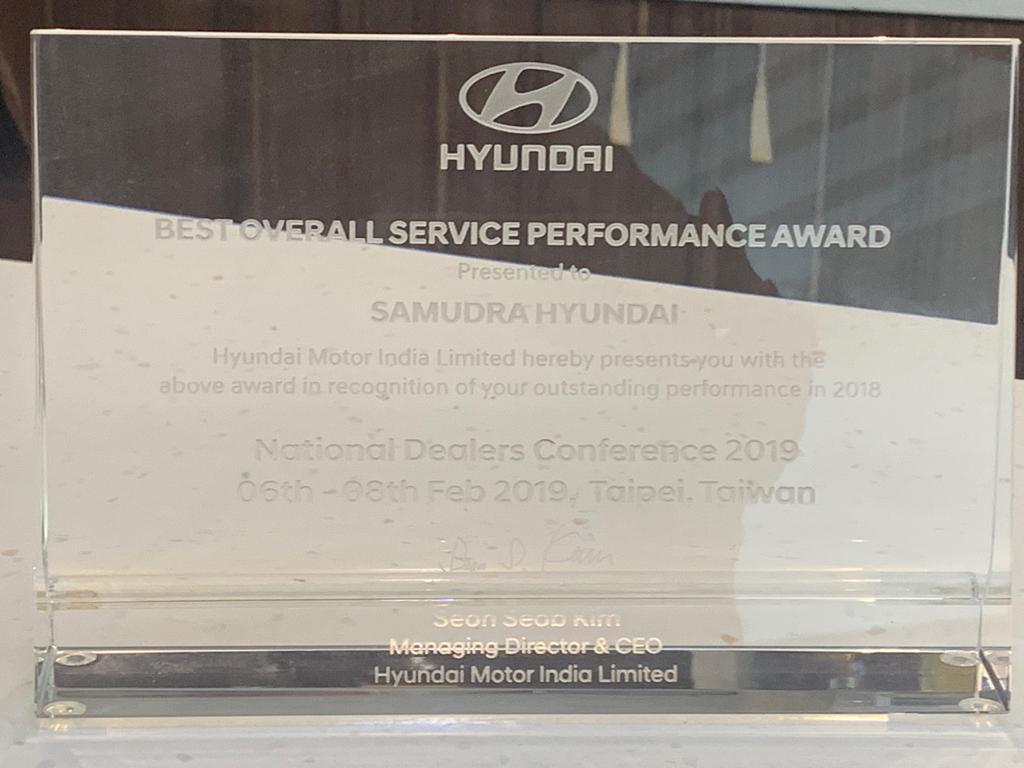 HYUNDAI
BEST OVERALL SERVICE PERFORMANCE AWARD
Presented to
SAMUDRA HYUNDAI
Hyundai Motor India Limited hereby presents you with the
above award in recognition of your outstanding performance in 2018
National Dealers Conference 2019
06th - 08th Feb 2019, Taipei, Taiwan
Seon Seob Kim
Managing Director & CEO
Hyundai Motor India Limited